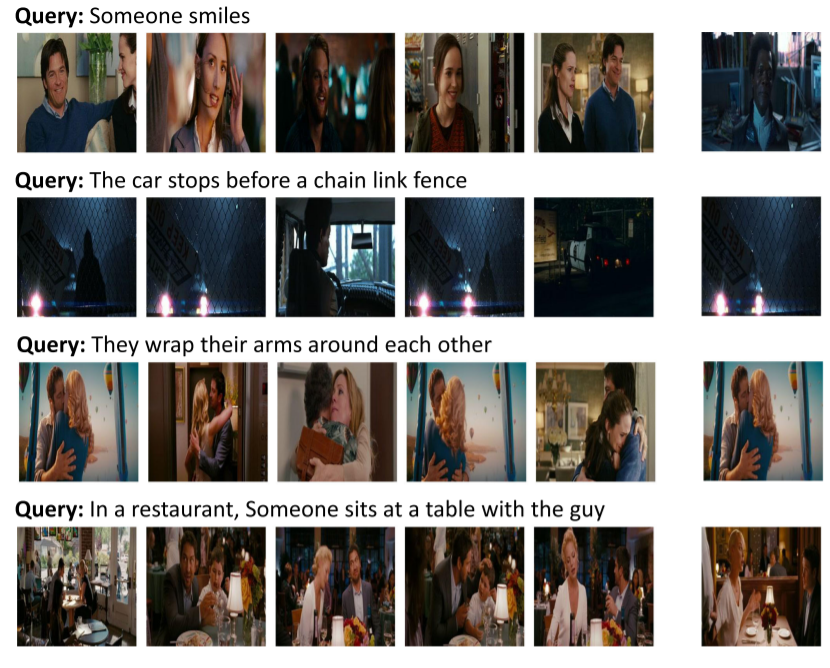 Query: Someone smiles
Query: The car stops before a chain link fence
Query: They wrap their arms around each other
Query: In a restaurant, Someone sits at a table with the guy